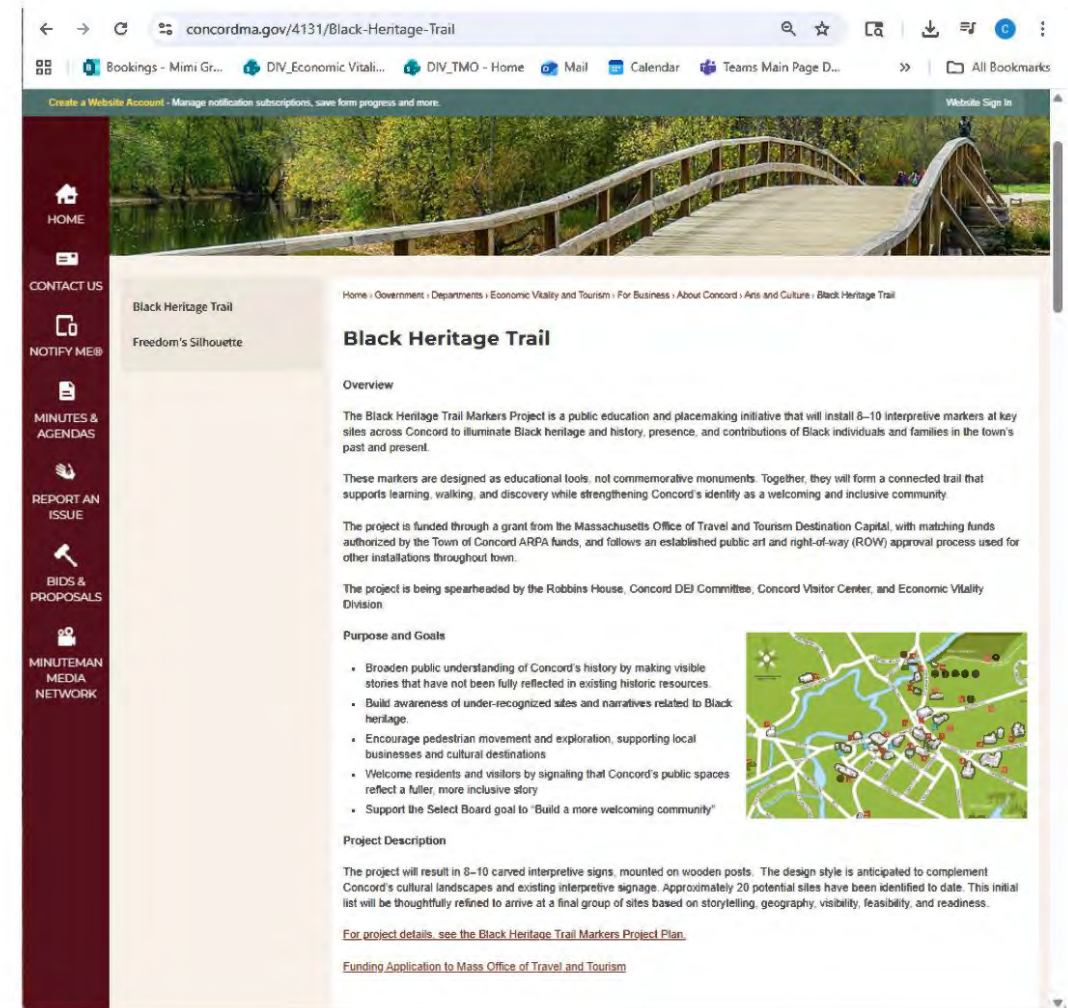 concordma.gov/4131/Black-Heritage-Trail
Bookings - Mimi Gr...
DIV_Economic Vitali...
DIV_TMO - Home
Mail
Calendar
Teams Main Page D...
»
All Bookmarks
Create a Website Account - Manage notification subscriptions, save form progress and more.
Website Sign In
HOME
CONTACT US
NOTIFY ME®
MINUTES &
AGENDAS
REPORT AN
ISSUE
BIDS &
PROPOSALS
MINUTEMAN
MEDIA
NETWORK
Black Heritage Trail
Freedom's Silhouette
Home › Government › Departments › Economic Vitality and Tourism › For Business › About Concord › Arts and Culture › Black Heritage Trail
Black Heritage Trail
Overview
The Black Heritage Trail Markers Project is a public education and placemaking initiative that will install 8–10 interpretive markers at key
sites across Concord to illuminate Black heritage and history, presence, and contributions of Black individuals and families in the town's
past and present.
These markers are designed as educational tools, not commemorative monuments. Together, they will form a connected trail that
supports learning, walking, and discovery while strengthening Concord's identity as a welcoming and inclusive community.
The project is funded through a grant from the Massachusetts Office of Travel and Tourism Destination Capital, with matching funds
authorized by the Town of Concord ARPA funds, and follows an established public art and right-of-way (ROW) approval process used for
other installations throughout town.
The project is being spearheaded by the Robbins House, Concord DEI Committee, Concord Visitor Center, and Economic Vitality
Division
Purpose and Goals
• Broaden public understanding of Concord's history by making visible
stories that have not been fully reflected in existing historic resources.
• Build awareness of under-recognized sites and narratives related to Black
heritage.
• Encourage pedestrian movement and exploration, supporting local
businesses and cultural destinations
• Welcome residents and visitors by signaling that Concord's public spaces
reflect a fuller, more inclusive story
• Support the Select Board goal to "Build a more welcoming community"
Project Description
The project will result in 8–10 carved interpretive signs, mounted on wooden posts. The design style is anticipated to complement
Concord's cultural landscapes and existing interpretive signage. Approximately 20 potential sites have been identified to date. This initial
list will be thoughtfully refined to arrive at a final group of sites based on storytelling, geography, visibility, feasibility, and readiness.
For project details, see the Black Heritage Trail Markers Project Plan.
Funding Application to Mass Office of Travel and Tourism